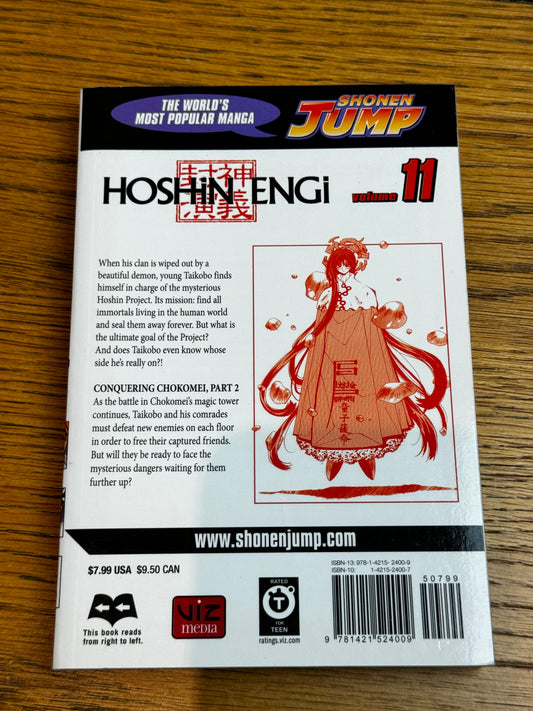 THE WORLD'S
MOST POPULAR MANGA
SHONEN
JUMP
HOSHiN ENGi
封神
演義
volume 11
When his clan is wiped out by a
beautiful demon, young Taikobo finds
himself in charge of the mysterious
Hoshin Project. Its mission: find all
immortals living in the human world
and seal them away forever. But what is
the ultimate goal of the Project?
And does Taikobo even know whose
side he's really on?!
CONQUERING CHOKOMEI, PART 2
As the battle in Chokomei's magic tower
continues, Taikobo and his comrades
must defeat new enemies on each floor
in order to free their captured friends.
But will they be ready to face the
mysterious dangers waiting for them
further up?
www.shonenjump.com
$7.99 USA $9.50 CAN
This book reads
from right to left.
viz
media
RATED
T
FOR
TEEN
ratings.viz.com
ISBN-13: 978-1-4215- 2400-9
ISBN-10: 1-4215-2400-7
50799
9 781421 524009